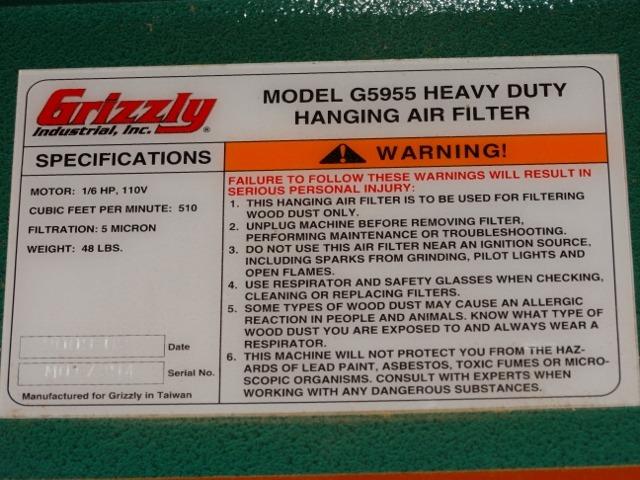 Grizzly
Industrial, Inc.®
MODEL G5955 HEAVY DUTY
HANGING AIR FILTER
SPECIFICATIONS
MOTOR: 1/6 HP, 110V
CUBIC FEET PER MINUTE: 510
FILTRATION: 5 MICRON
WEIGHT: 48 LBS.
Date
Serial No.
Manufactured for Grizzly in Taiwan
WARNING!
FAILURE TO FOLLOW THESE WARNINGS WILL RESULT IN
SERIOUS PERSONAL INJURY:
1. THIS HANGING AIR FILTER IS TO BE USED FOR FILTERING
WOOD DUST ONLY.
2. UNPLUG MACHINE BEFORE REMOVING FILTER,
PERFORMING MAINTENANCE OR TROUBLESHOOTING.
3. DO NOT USE THIS AIR FILTER NEAR AN IGNITION SOURCE,
INCLUDING SPARKS FROM GRINDING, PILOT LIGHTS AND
OPEN FLAMES.
4. USE RESPIRATOR AND SAFETY GLASSES WHEN CHECKING,
CLEANING OR REPLACING FILTERS.
5. SOME TYPES OF WOOD DUST MAY CAUSE AN ALLERGIC
REACTION IN PEOPLE AND ANIMALS. KNOW WHAT TYPE OF
WOOD DUST YOU ARE EXPOSED TO AND ALWAYS WEAR A
RESPIRATOR.
6. THIS MACHINE WILL NOT PROTECT YOU FROM THE HAZ-
ARDS OF LEAD PAINT, ASBESTOS, TOXIC FUMES OR MICRO-
SCOPIC ORGANISMS. CONSULT WITH EXPERTS WHEN
WORKING WITH ANY DANGEROUS SUBSTANCES.